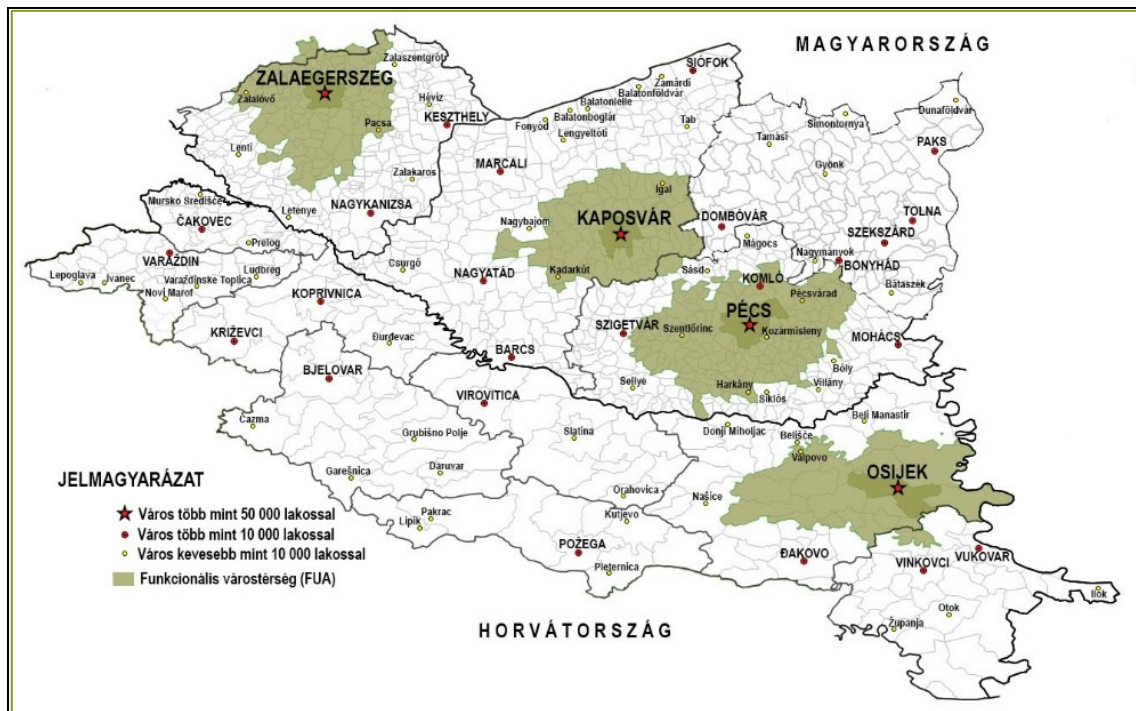 MAGYARORSZÁG
Zalaszentgrót
SIÓFOK
ZALAEGERSZEG
Zamárdi
Balatonföldvár
Zalalövő
Hévíz
Balatonlelle
Balatonboglár
Dunaföldvár
Simontornya
KESZTHELY
Fonyód
Tab
Pacsa
Lengyeltóti
Tamási
PAKS
Lenti
MARCALI
Gyönk
Zalakaros
Igal
Mursko Središče
NAGYKANIZSA
KAPOSVÁR
DOMBÓVÁR
TOLNA
Letenye
ČAKOVEC
Nagybajom
Mágocs
SZEKSZÁRD
Prelog
VARAŽDIN
Nagymányok
BONYHÁD
Csurgó
Kadarkút
Sásd
Lepoglava
Ivanec
Varaždinske Toplica
Ludbreg
NAGYATÁD
KOMLÓ
Novi Marof
KOPRIVNICA
Pécsvárad
Bátaszék
PÉCS
KRIŽEVCI
SZIGETVÁR
Szentlőrinc
Kozármisleny
MOHÁCS
Đurđevac
BARCS
Bóly
BJELOVAR
Sellye
Harkány
Siklós
Villány
VIROVITICA
Čazma
Beli Manastir
Grubišno Polje
Slatina
Donji Miholjac
Belišće
Valpovo
Garešnica
Daruvar
OSIJEK
JELMAGYARÁZAT
Orahovica
Našice
Város több mint 50 000 lakossal
Pakrac
Lipik
Kutjevo
Város több mint 10 000 lakossal
POŽEGA
ĐAKOVO
VUKOVAR
Város kevesebb mint 10 000 lakossal
VINKOVCI
Pleternica
Funkcionális várostérség (FUA)
Ilok
Otok
HORVÁTORSZÁG
Županja